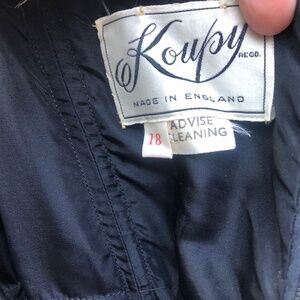 Koupy
REGD.
MADE IN ENGLAND
ADVISE
18 CLEANING